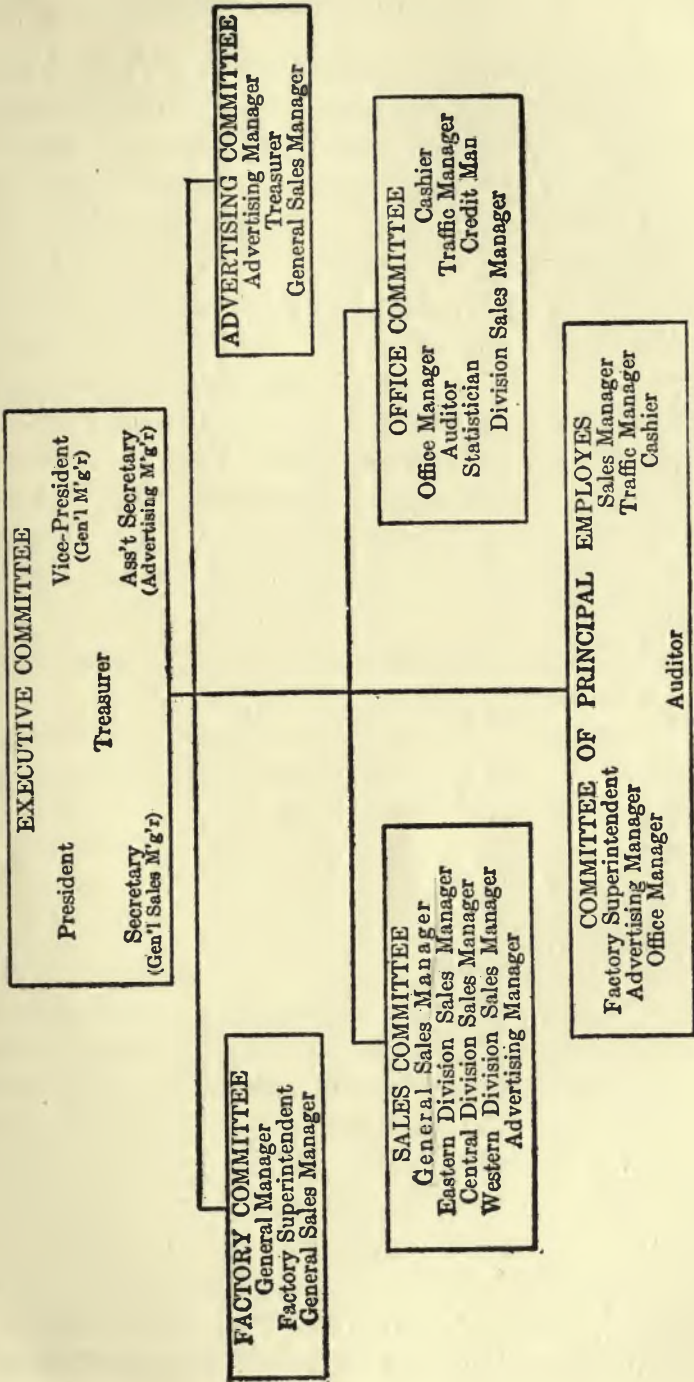 EXECUTIVE COMMITTEE
President
Vice-President
(Gen'l M'g'r)
Treasurer
Secretary
(Gen'l Sales M'g'r)
Ass't Secretary
(Advertising M'g'r)
FACTORY COMMITTEE
General Manager
Factory Superintendent
General Sales Manager
ADVERTISING COMMITTEE
Advertising Manager
Treasurer
General Sales Manager
SALES COMMITTEE
General Sales Manager
Eastern Division Sales Manager
Central Division Sales Manager
Western Division Sales Manager
Advertising Manager
OFFICE COMMITTEE
Office Manager
Auditor
Statistician
Cashier
Traffic Manager
Credit Man
Division Sales Manager
COMMITTEE OF PRINCIPAL EMPLOYES
Factory Superintendent
Advertising Manager
Office Manager
Sales Manager
Traffic Manager
Cashier
Auditor